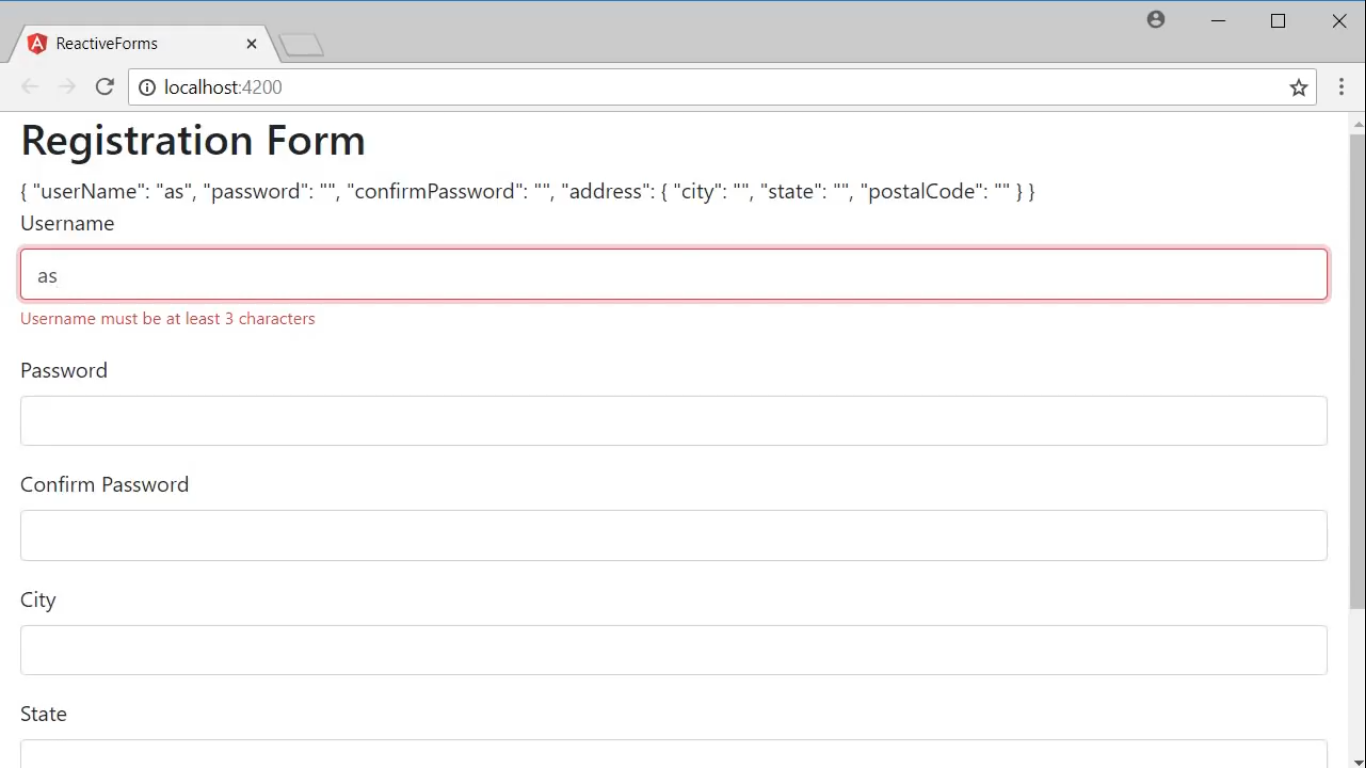 ReactiveForms
localhost:4200
Registration Form
{ "userName": "as", "password": "", "confirmPassword": "", "address": { "city": "", "state": "", "postalCode": "" } }
Username
as
Username must be at least 3 characters
Password
Confirm Password
City
State